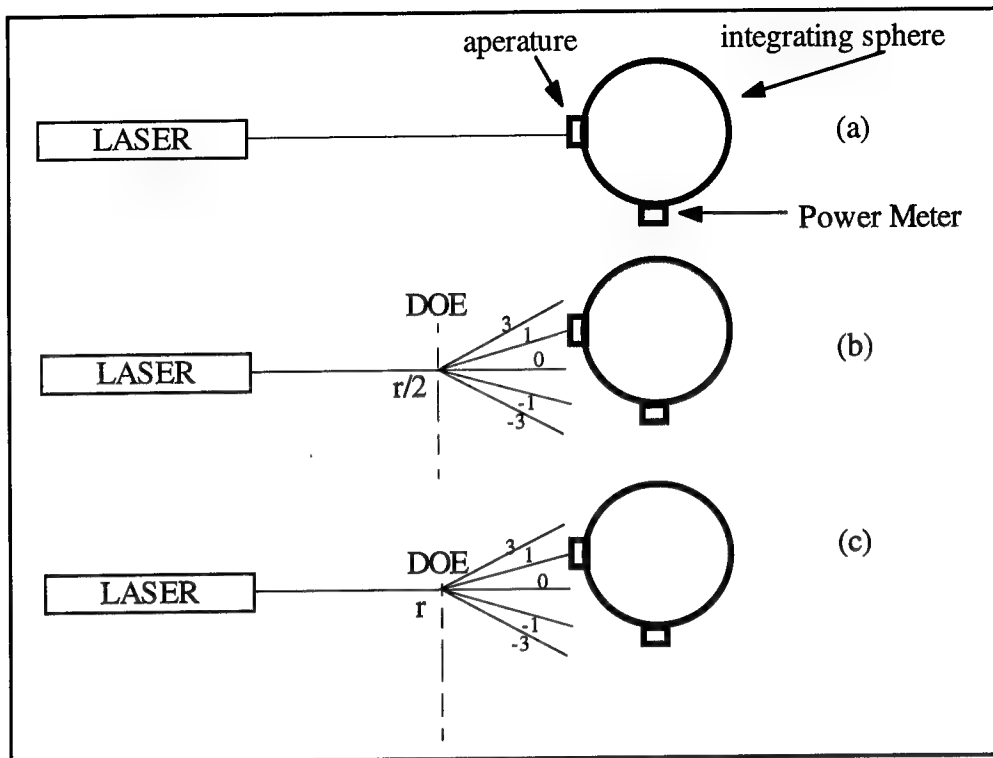 aperature
integrating sphere
LASER
(a)
Power Meter
DOE
3
1
0
LASER
r/2
-1
-3
(b)
DOE
3
1
0
LASER
r
-1
-3
(c)